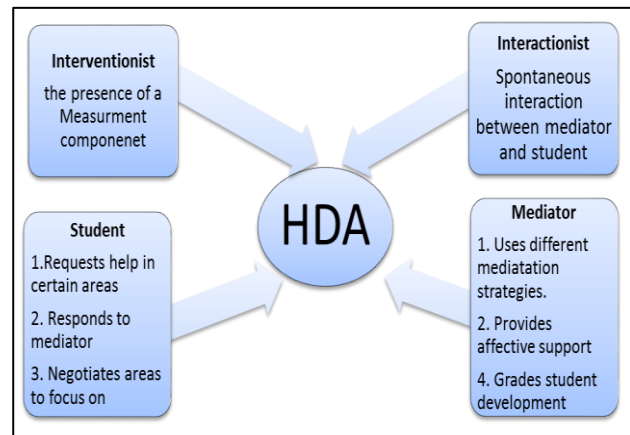 Interventionist
the presence of a
Measurment
componenet
Interactionist
Spontaneous
interaction
between mediator
and student
HDA
Student
1.Requests help in
certain areas
2. Responds to
mediator
3. Negotiates areas
to focus on
Mediator
1. Uses different
mediatation
strategies.
2. Provides
affective support
4. Grades student
development